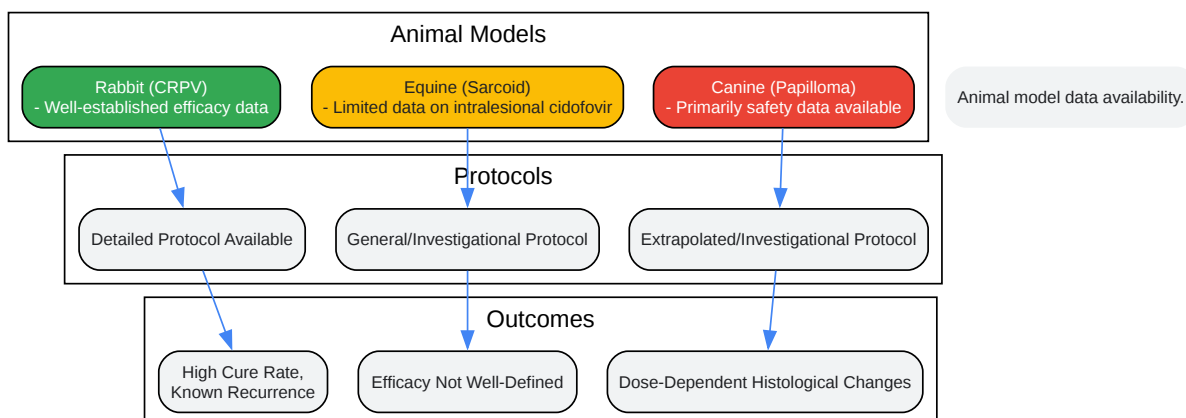 Animal Models
Rabbit (CRPV)
- Well-established efficacy data
Equine (Sarcoid)
- Limited data on intralesional cidofovir
Canine (Papilloma)
- Primarily safety data available
Animal model data availability.
Protocols
Detailed Protocol Available
General/Investigational Protocol
Extrapolated/Investigational Protocol
Outcomes
High Cure Rate,
Known Recurrence
Efficacy Not Well-Defined
Dose-Dependent Histological Changes